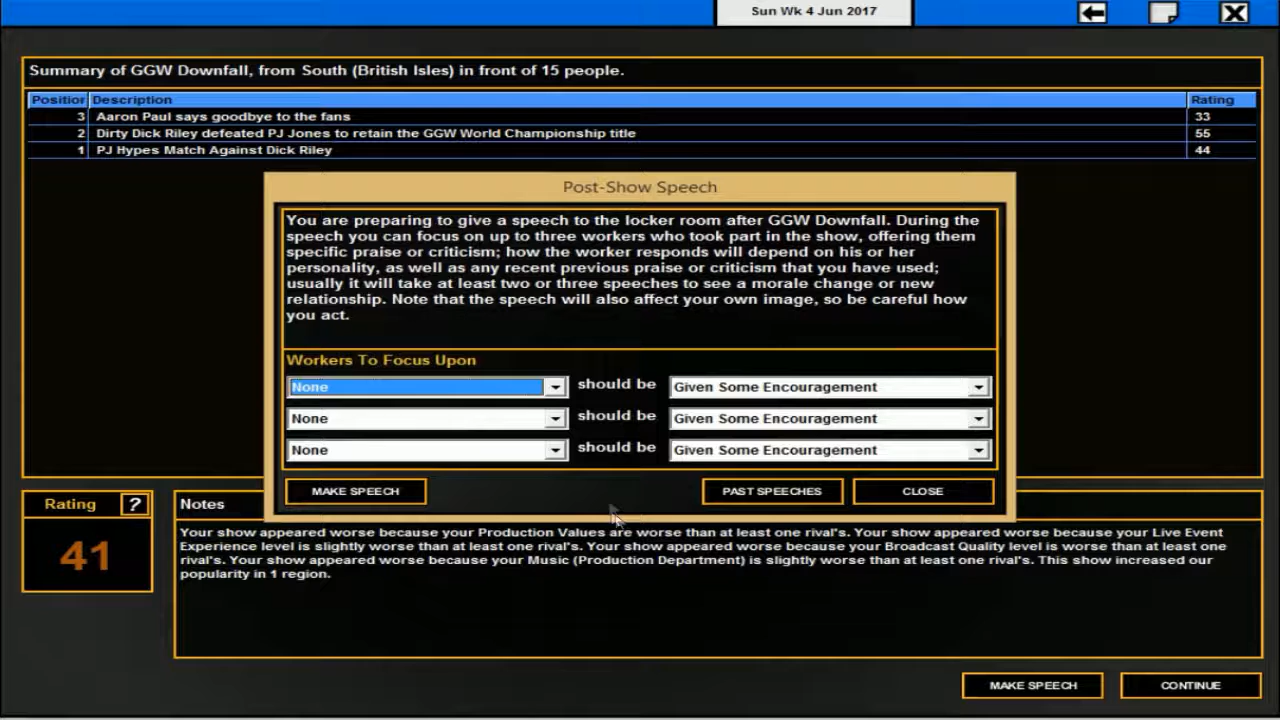 Sun Wk 4 Jun 2017
Summary of GGW Downfall, from South (British Isles) in front of 15 people.
Position Description Rating
3 Aaron Paul says goodbye to the fans 33
2 Dirty Dick Riley defeated PJ Jones to retain the GGW World Championship title 55
1 PJ Hypes Match Against Dick Riley 44
Post-Show Speech
You are preparing to give a speech to the locker room after GGW Downfall. During the
speech you can focus on up to three workers who took part in the show, offering them
specific praise or criticism; how the worker responds will depend on his or her
personality, as well as any recent previous praise or criticism that you have used;
usually it will take at least two or three speeches to see a morale change or new
relationship. Note that the speech will also affect your own image, so be careful how
you act.
Workers To Focus Upon
None should be Given Some Encouragement
None should be Given Some Encouragement
None should be Given Some Encouragement
MAKE SPEECH PAST SPEECHES CLOSE
Rating ? Notes
41
Your show appeared worse because your Production Values are worse than at least one rival's. Your show appeared worse because your Live Event
Experience level is slightly worse than at least one rival's. Your show appeared worse because your Broadcast Quality level is worse than at least one
rival's. Your show appeared worse because your Music (Production Department) is slightly worse than at least one rival's. This show increased our
popularity in 1 region.
MAKE SPEECH CONTINUE